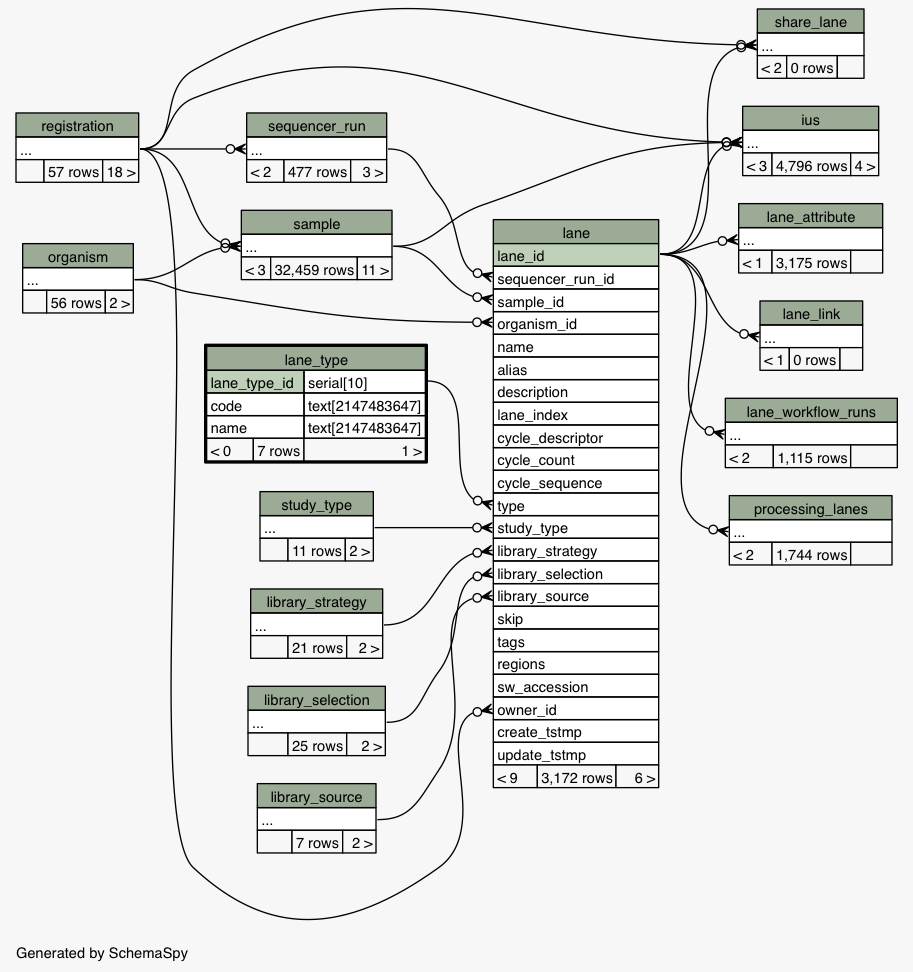 share_lane
...
< 2 0 rows
registration
...
57 rows 18 >
sequencer_run
...
< 2 477 rows 3 >
ius
...
< 3 4,796 rows 4 >
sample
...
< 3 32,459 rows 11 >
organism
...
56 rows 2 >
lane_type
lane_type_id serial[10]
code text[2147483647]
name text[2147483647]
< 0 7 rows 1 >
study_type
...
11 rows 2 >
library_strategy
...
21 rows 2 >
library_selection
...
25 rows 2 >
library_source
...
7 rows 2 >
lane
lane_id
sequencer_run_id
sample_id
organism_id
name
alias
description
lane_index
cycle_descriptor
cycle_count
cycle_sequence
type
study_type
library_strategy
library_selection
library_source
skip
tags
regions
sw_accession
owner_id
create_tstmp
update_tstmp
< 9 3,172 rows 6 >
lane_attribute
...
< 1 3,175 rows
lane_link
...
< 1 0 rows
lane_workflow_runs
...
< 2 1,115 rows
processing_lanes
...
< 2 1,744 rows
Generated by SchemaSpy